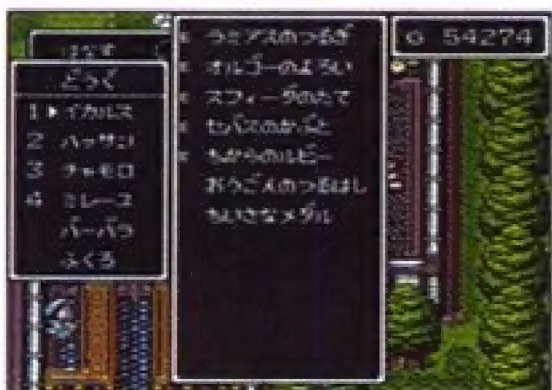 はなす
どうぐ
1 ▶イカルス
2 ハッサン
3 チャモロ
4 ミレーユ
バーバラ
ふくろ
E ラミアスのつるぎ
E オルゴーのよろい
E スフィーダのたて
E セバスのかぶと
E ちからのルビー
おうごんのつるはし
ちいさなメダル
G 54274